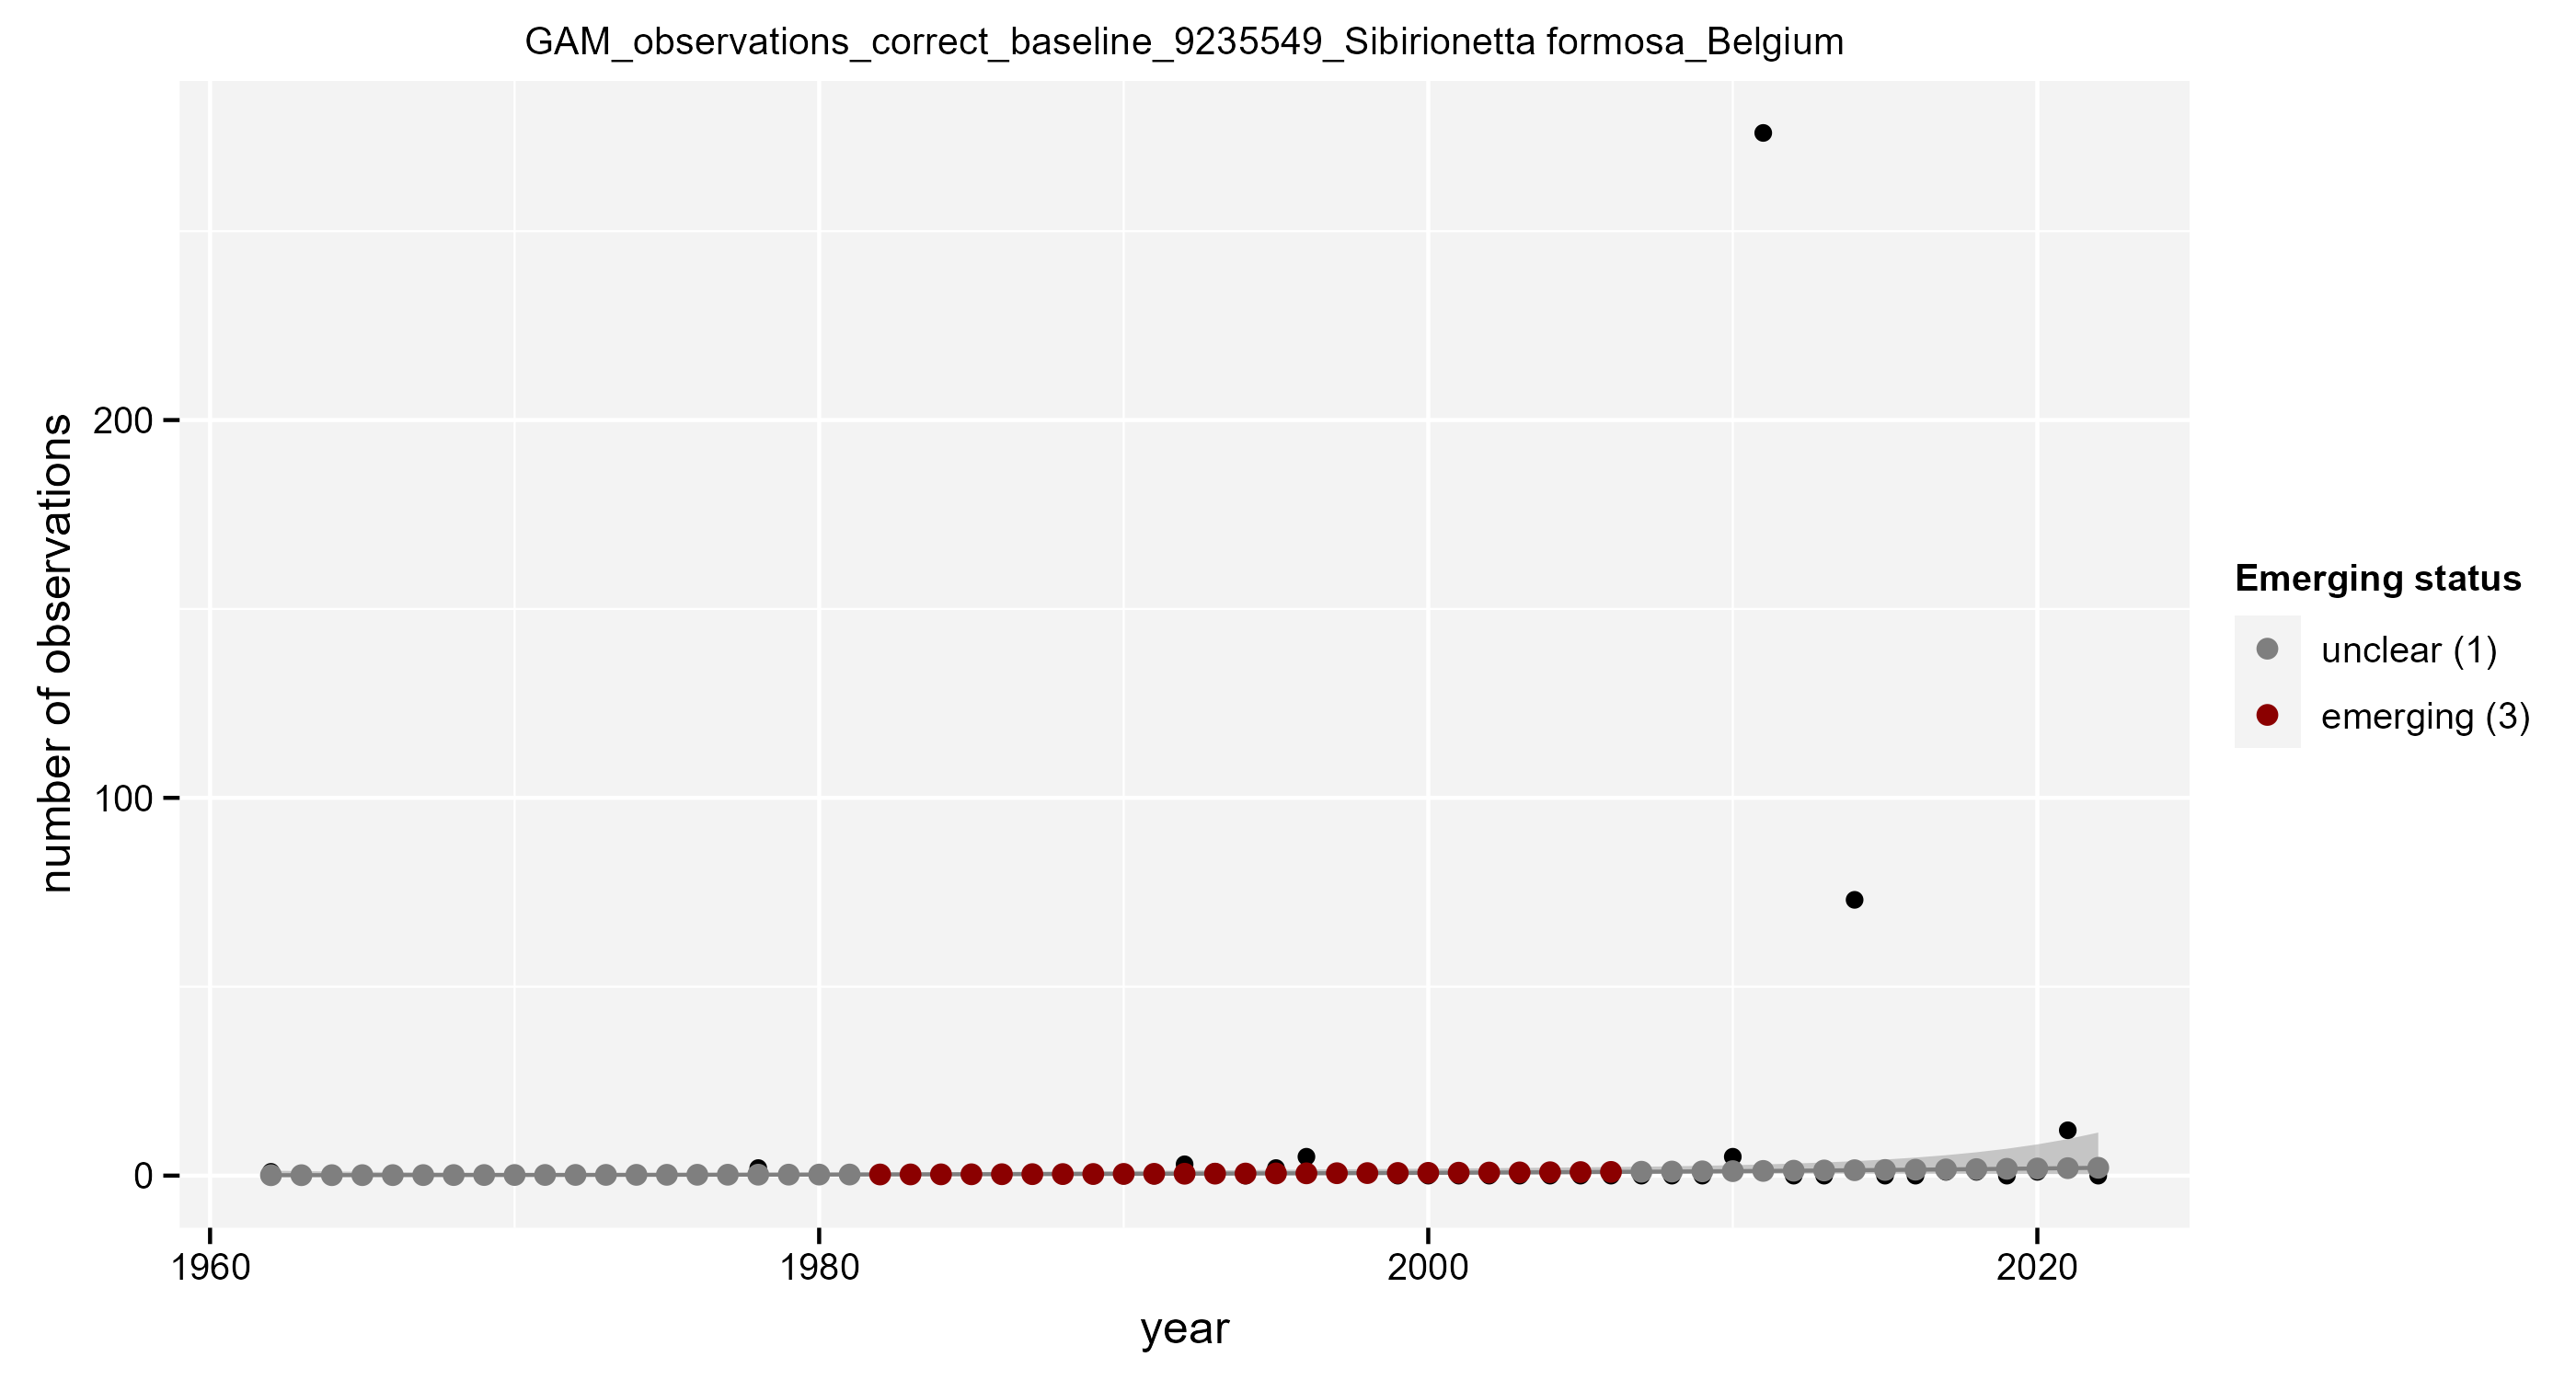 GAM_observations_correct_baseline_9235549_Sibirionetta formosa_Belgium
number of observations
200
100
0
1960
1980
2000
2020
year
Emerging status
unclear (1)
emerging (3)